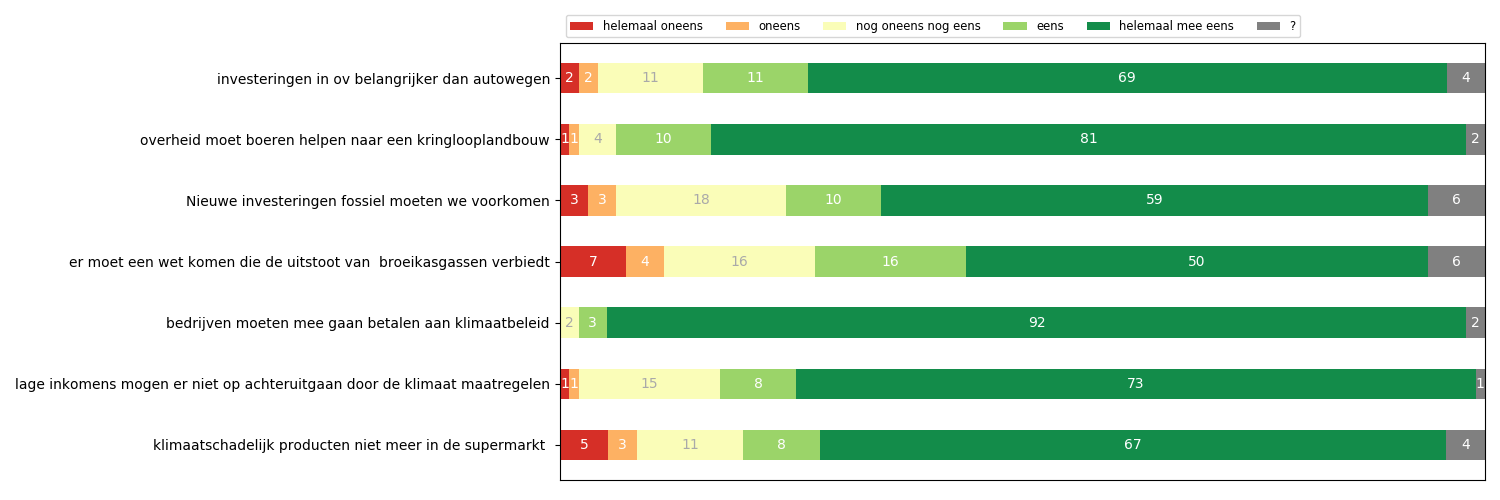 helemaal oneens oneens nog oneens nog eens eens helemaal mee eens ?
investeringen in ov belangrijker dan autowegen 2 2 11 11 69 4
overheid moet boeren helpen naar een kringlooplandbouw 1 1 4 10 81 2
Nieuwe investeringen fossiel moeten we voorkomen 3 3 18 10 59 6
er moet een wet komen die de uitstoot van broeikasgassen verbiedt 7 4 16 16 50 6
bedrijven moeten mee gaan betalen aan klimaatbeleid 2 3 92 2
lage inkomens mogen er niet op achteruitgaan door de klimaat maatregelen 1 1 15 8 73 1
klimaatschadelijk producten niet meer in de supermarkt 5 3 11 8 67 4